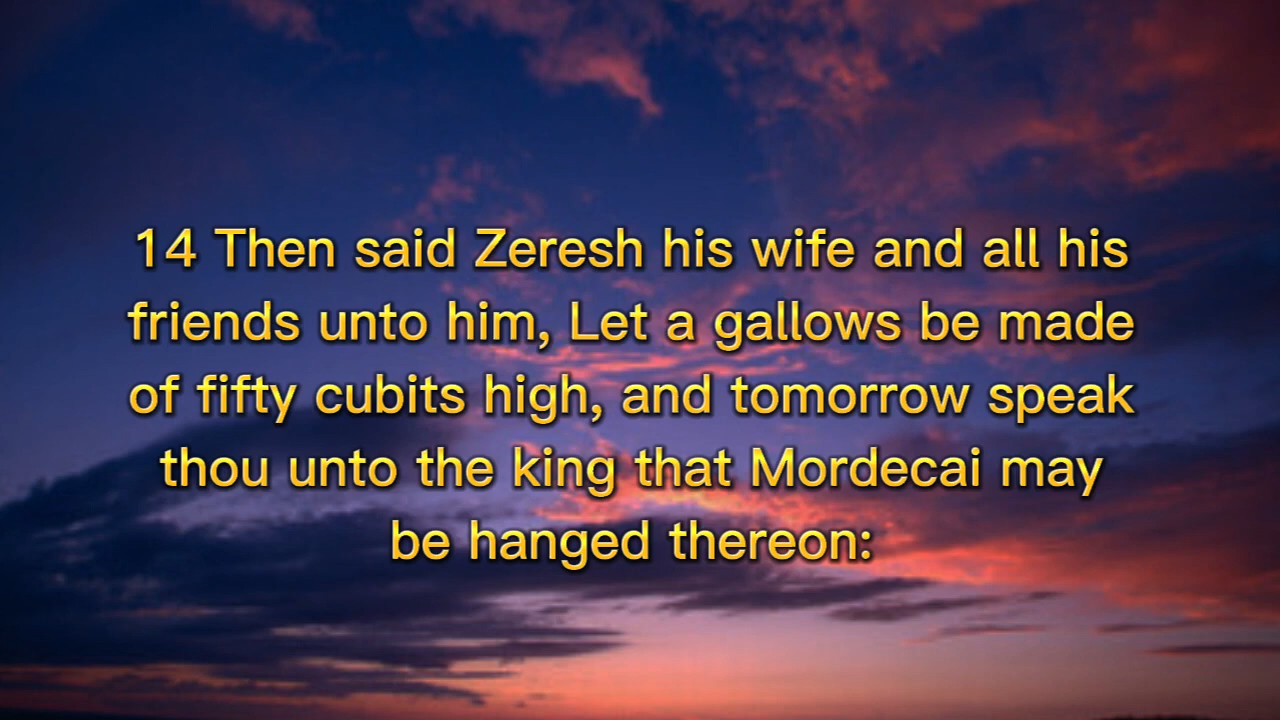 14 Then said Zeresh his wife and all his
friends unto him, Let a gallows be made
of fifty cubits high, and tomorrow speak
thou unto the king that Mordecai may
be hanged thereon: